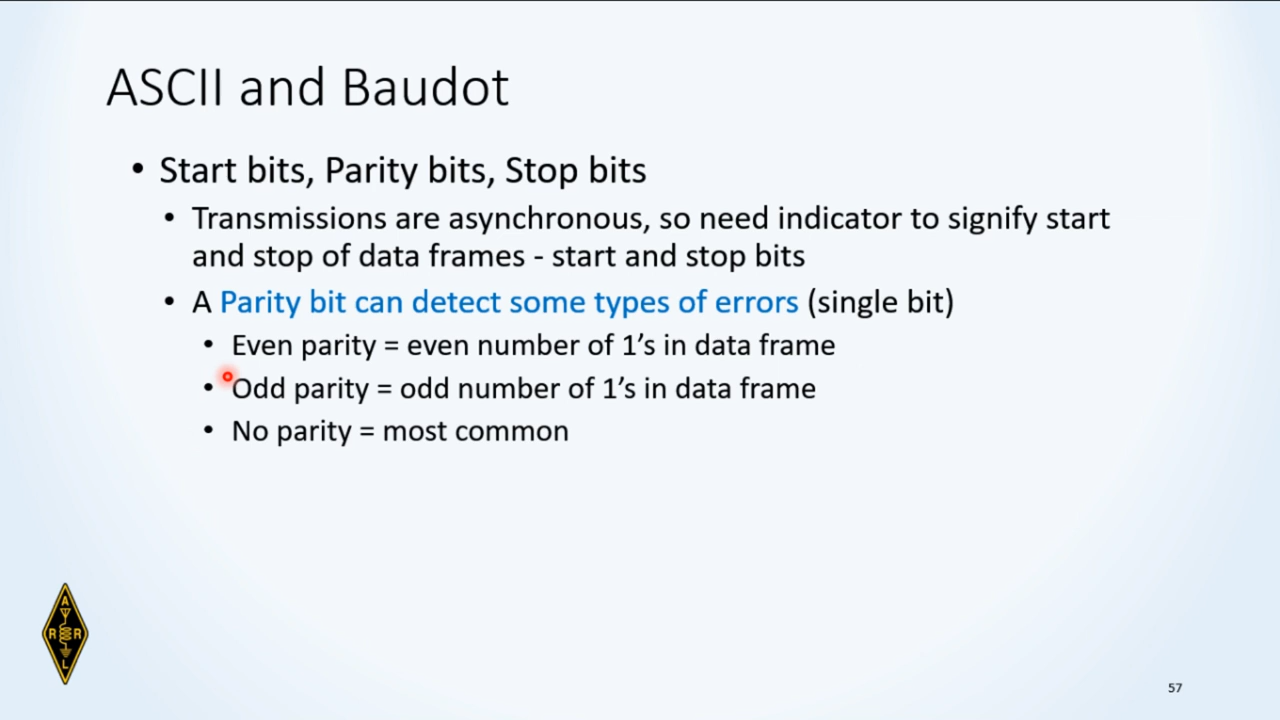 ASCII and Baudot
• Start bits, Parity bits, Stop bits
• Transmissions are asynchronous, so need indicator to signify start
and stop of data frames - start and stop bits
• A Parity bit can detect some types of errors (single bit)
• Even parity = even number of 1’s in data frame
• Odd parity = odd number of 1’s in data frame
• No parity = most common
A
R R
L
57